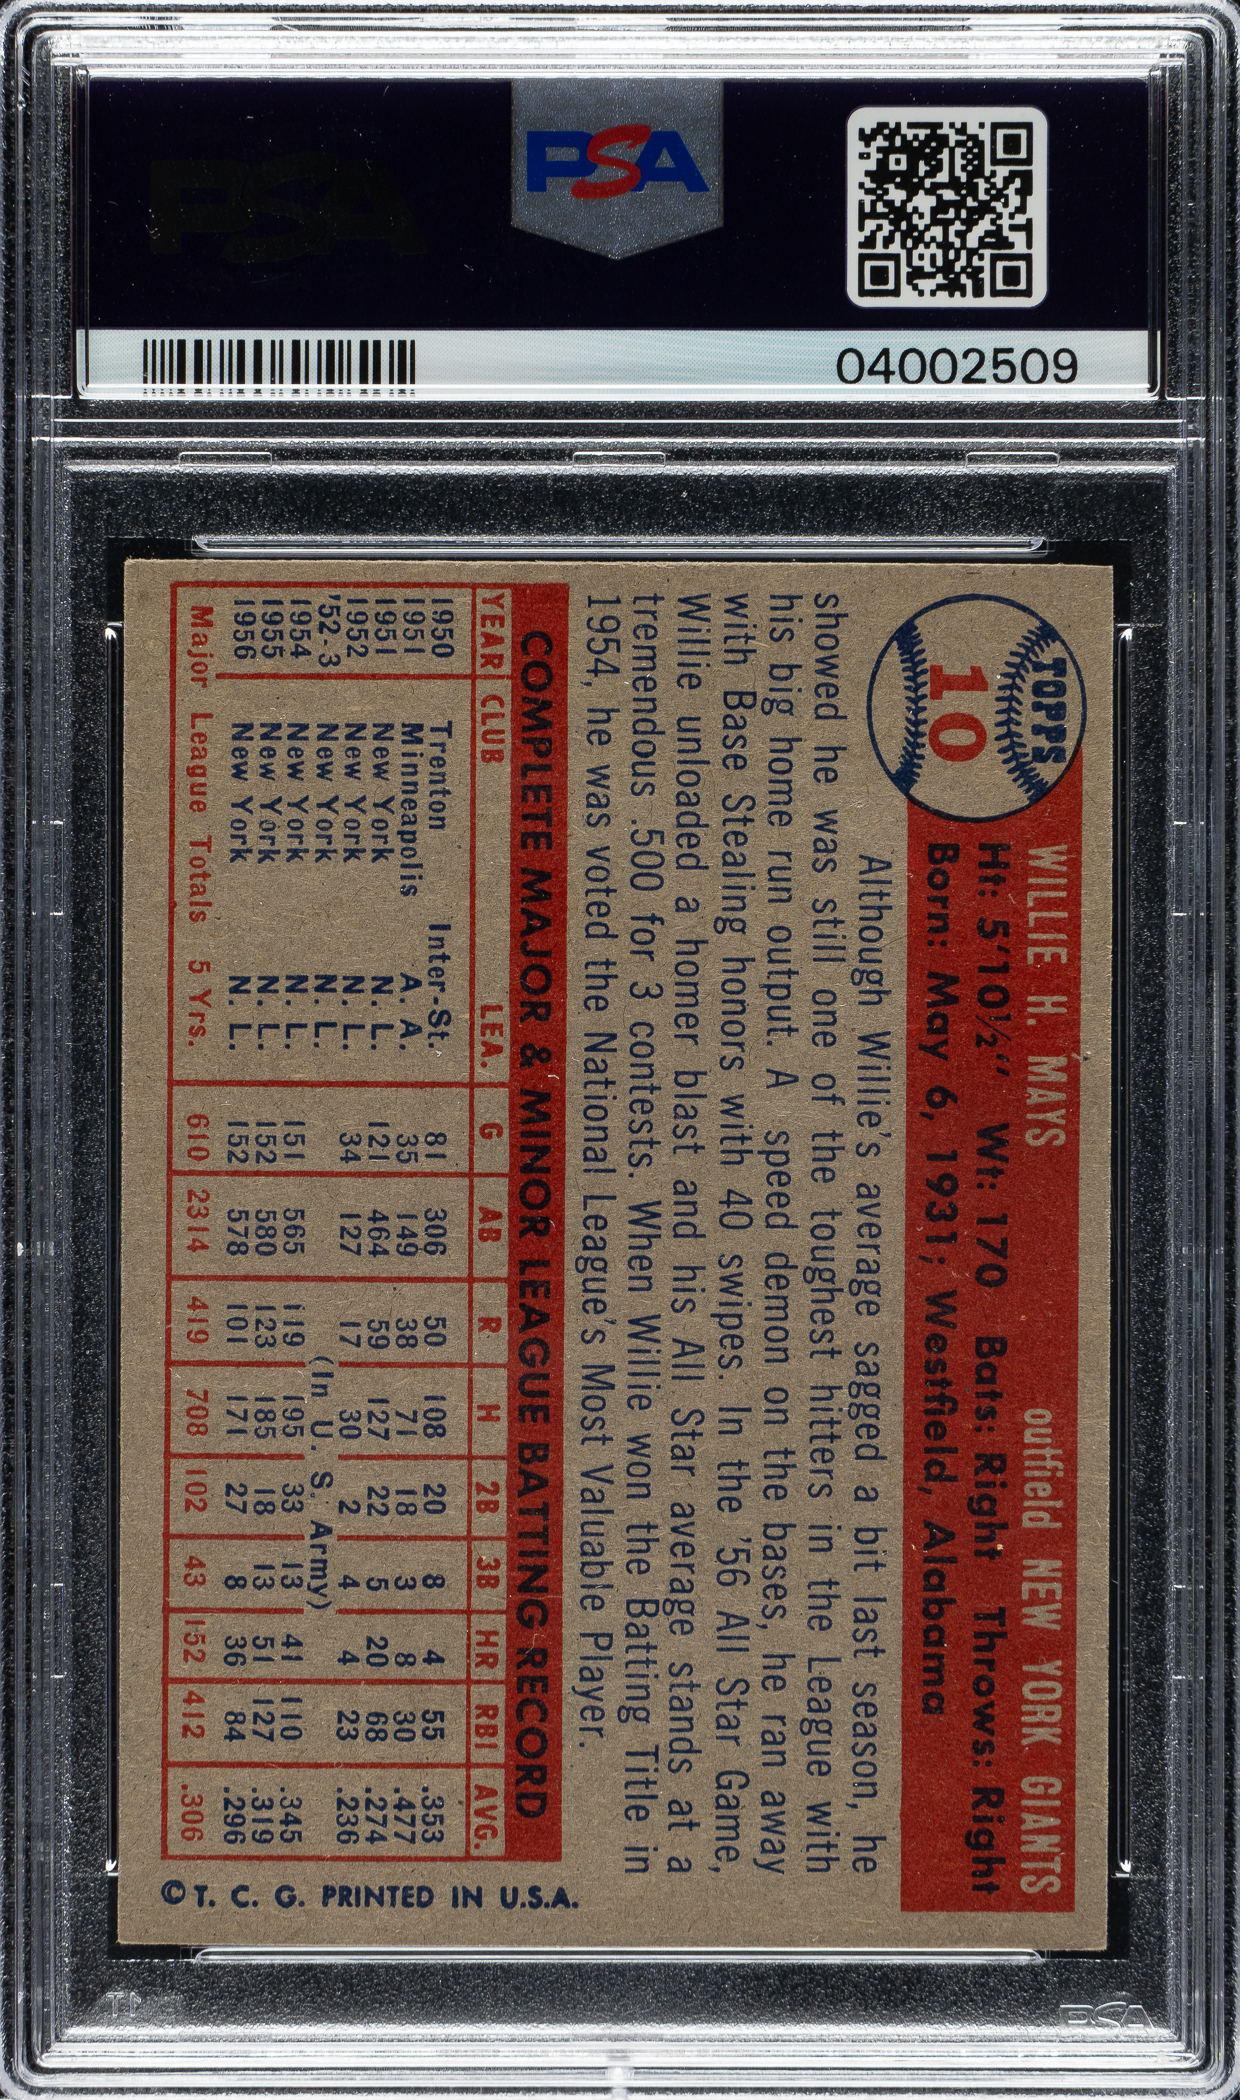 PSA
PSA
04002509
TOPPS
10
WILLIE H. MAYS outfield NEW YORK GIANTS
Ht: 5'10½" Wt: 170 Bats: Right Throws: Right
Born: May 6, 1931; Westfield, Alabama
Although Willie's average sagged a bit last season, he
showed he was still one of the toughest hitters in the League with
his big home run output. A speed demon on the bases, he ran away
with Base Stealing honors with 40 swipes. In the '56 All Star Game,
Willie unloaded a homer blast and his All Star average stands at a
tremendous .500 for 3 contests. When Willie won the Batting Title in
1954, he was voted the National League's Most Valuable Player.
COMPLETE MAJOR & MINOR LEAGUE BATTING RECORD
YEAR CLUB LEA. G AB R H 2B 3B HR RBI AVG.
1950 Trenton Inter-St. 81 306 50 108 20 8 4 55 .353
1951 Minneapolis A. A. 35 149 38 71 18 3 8 30 .477
1951 New York N. L. 121 464 59 127 22 5 20 68 .274
1952 New York N. L. 34 127 17 30 2 4 4 23 .236
'52-3 New York N. L. (In U. S. Army)
1954 New York N. L. 151 565 119 195 33 13 41 110 .345
1955 New York N. L. 152 580 123 185 18 13 51 127 .319
1956 New York N. L. 152 578 101 171 27 8 36 84 .296
Major League Totals 5 Yrs. 610 2314 419 708 102 43 152 412 .306
© T. C. G. PRINTED IN U.S.A.
PSA